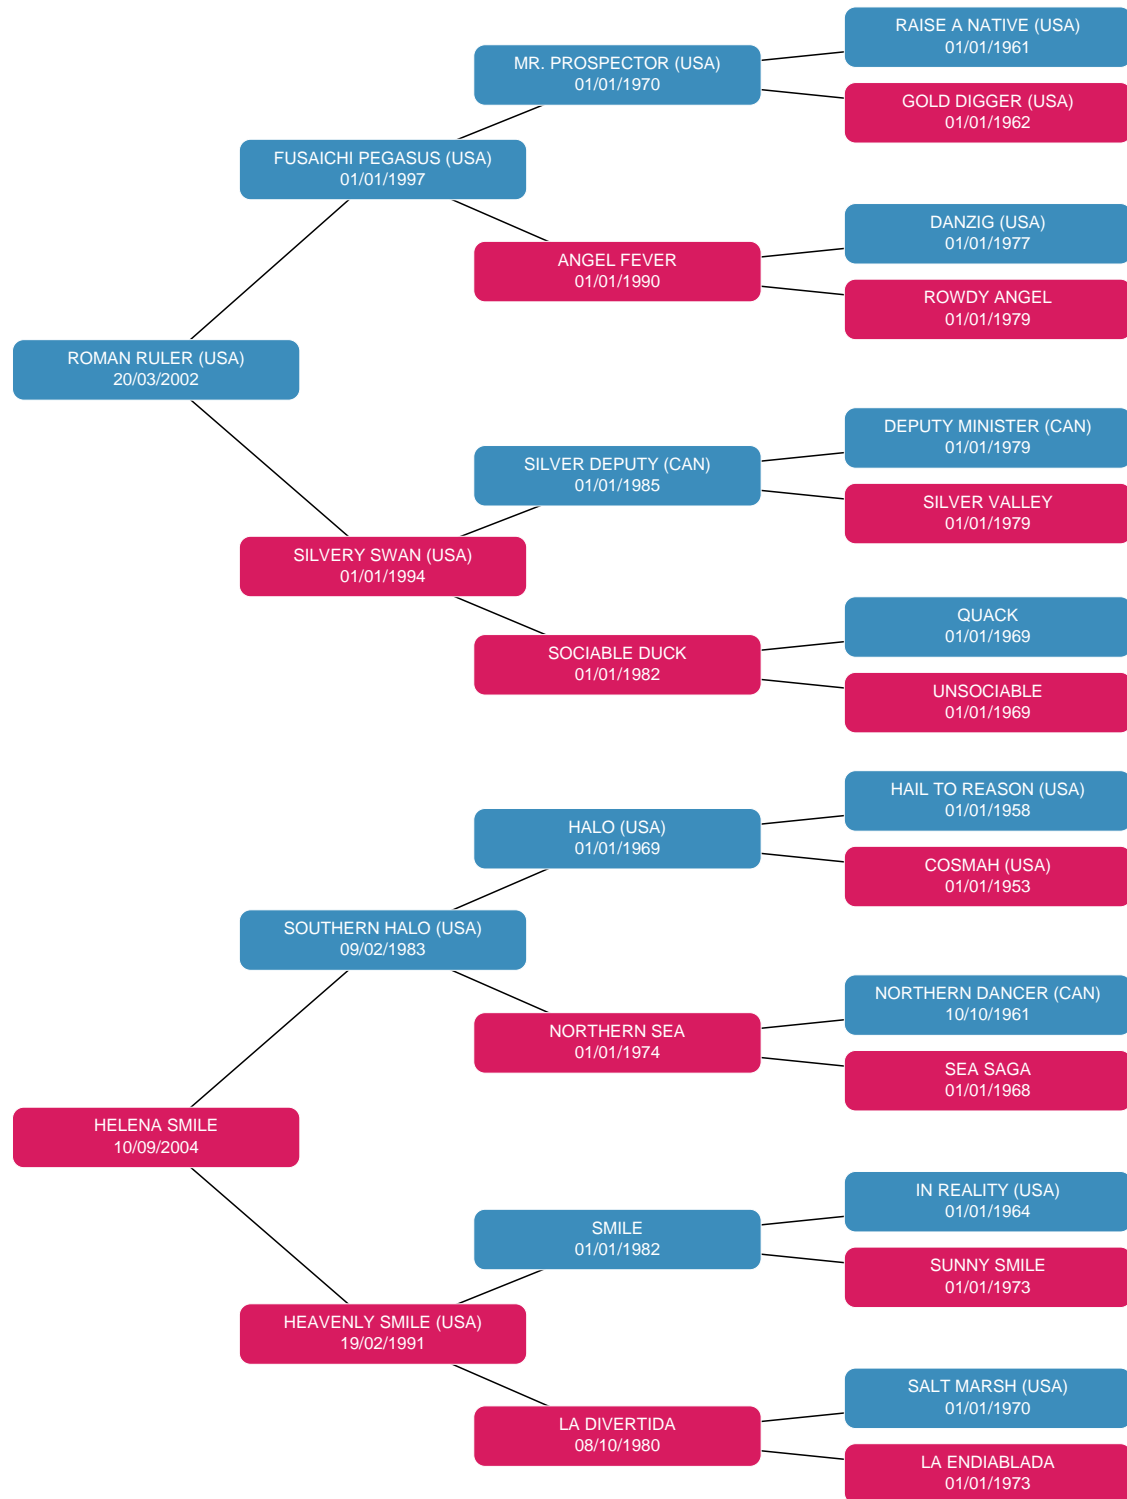 RAISE A NATIVE (USA)
01/01/1961
MR. PROSPECTOR (USA)
01/01/1970
GOLD DIGGER (USA)
01/01/1962
FUSAICHI PEGASUS (USA)
01/01/1997
DANZIG (USA)
01/01/1977
ANGEL FEVER
01/01/1990
ROWDY ANGEL
01/01/1979
ROMAN RULER (USA)
20/03/2002
DEPUTY MINISTER (CAN)
01/01/1979
SILVER DEPUTY (CAN)
01/01/1985
SILVER VALLEY
01/01/1979
SILVERY SWAN (USA)
01/01/1994
QUACK
01/01/1969
SOCIABLE DUCK
01/01/1982
UNSOCIABLE
01/01/1969
HAIL TO REASON (USA)
01/01/1958
HALO (USA)
01/01/1969
COSMAH (USA)
01/01/1953
SOUTHERN HALO (USA)
09/02/1983
NORTHERN DANCER (CAN)
10/10/1961
NORTHERN SEA
01/01/1974
SEA SAGA
01/01/1968
HELENA SMILE
10/09/2004
IN REALITY (USA)
01/01/1964
SMILE
01/01/1982
SUNNY SMILE
01/01/1973
HEAVENLY SMILE (USA)
19/02/1991
SALT MARSH (USA)
01/01/1970
LA DIVERTIDA
08/10/1980
LA ENDIABLADA
01/01/1973